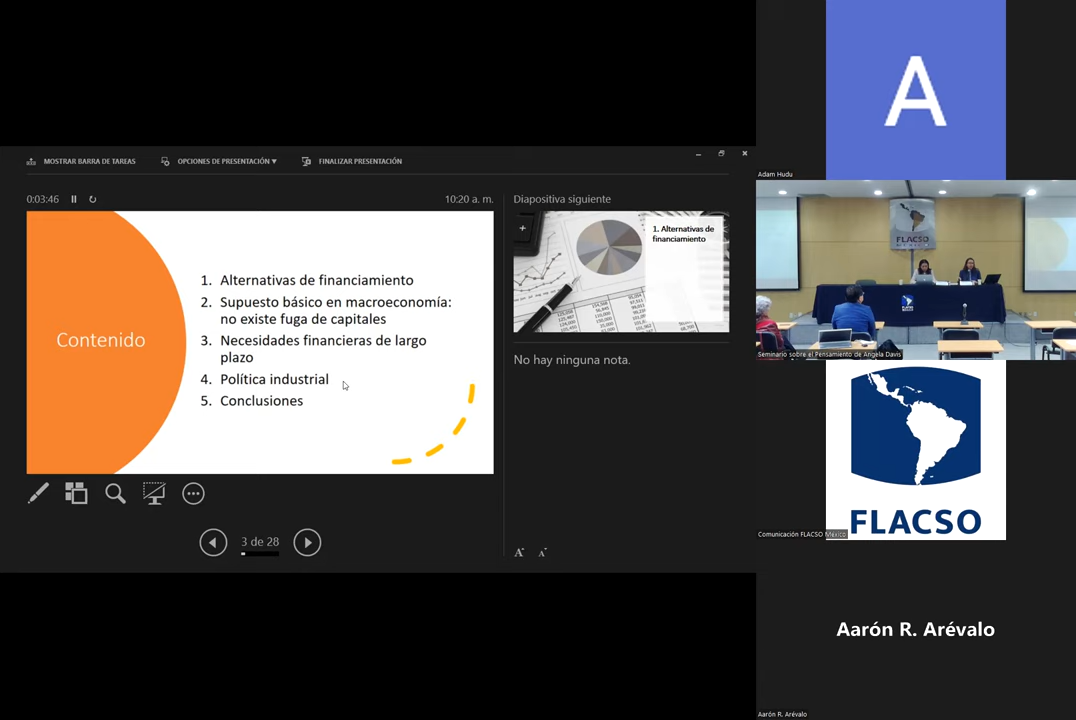 MOSTRAR BARRA DE TAREAS
OPCIONES DE PRESENTACIÓN ▼
FINALIZAR PRESENTACIÓN
0:03:46
10:20 a. m.
Contenido
1. Alternativas de financiamiento
2. Supuesto básico en macroeconomía:
no existe fuga de capitales
3. Necesidades financieras de largo
plazo
4. Política industrial
5. Conclusiones
3 de 28
Diapositiva siguiente
1. Alternativas de
financiamiento
No hay ninguna nota.
A
Adam Hudu
FLACSO
Seminario sobre el Pensamiento de Angela Davis
FLACSO
Comunicación FLACSO México
Aarón R. Arévalo
Aarón R. Arévalo